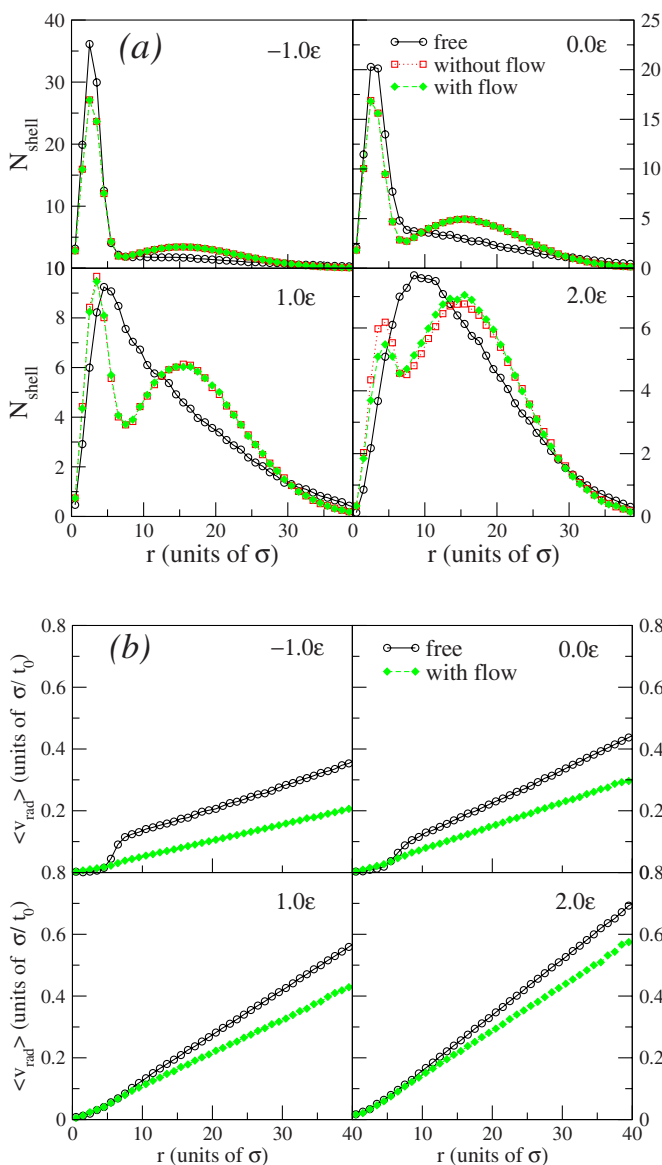 (a)
−1.0ε
0.0ε
free
without flow
with flow
40
30
20
10
25
20
15
10
5
0
N_shell
1.0ε
2.0ε
10
8
6
4
2
0
6
4
2
0
N_shell
0 10 20 30
0 10 20 30
r (units of σ)
r (units of σ)
(b)
−1.0ε
0.0ε
free
with flow
0.8
0.6
0.4
0.2
0.8
0.8
0.6
0.4
0.2
0.8
<v_rad> (units of σ/t_0)
1.0ε
2.0ε
0.6
0.4
0.2
0
0.6
0.4
0.2
0
<v_rad> (units of σ/t_0)
0 10 20 30 40 0 10 20 30 40
r (units of σ)
r (units of σ)